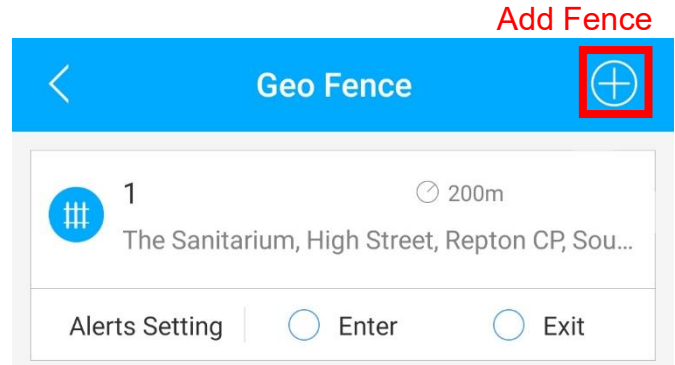 Add Fence
Geo Fence
1 200m
The Sanitarium, High Street, Repton CP, Sou...
Alerts Setting Enter Exit